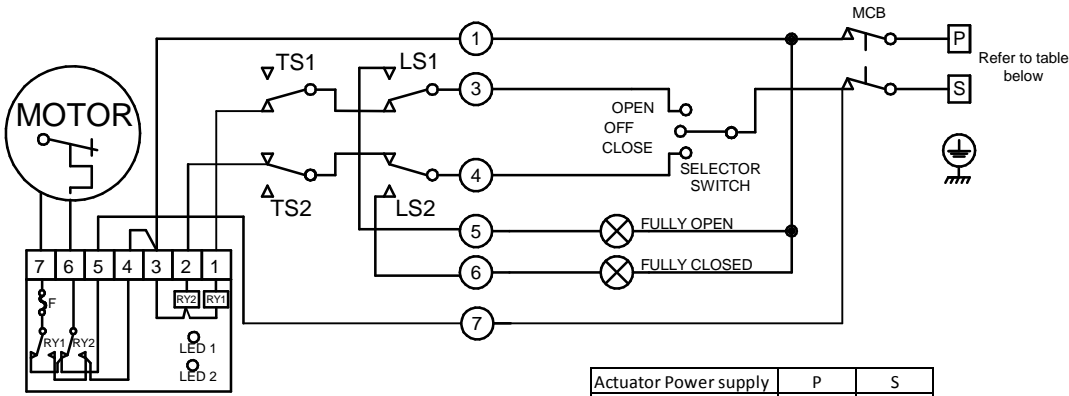 MCB
1
P
TS1
LS1
Refer to table
below
3
S
MOTOR
OPEN
OFF
CLOSE
4
SELECTOR
SWITCH
TS2
LS2
5
FULLY OPEN
7 6 5 4 3 2 1
6
FULLY CLOSED
F
RY2
RY1
7
RY1
RY2
LED 1
LED 2
Actuator Power supply P S